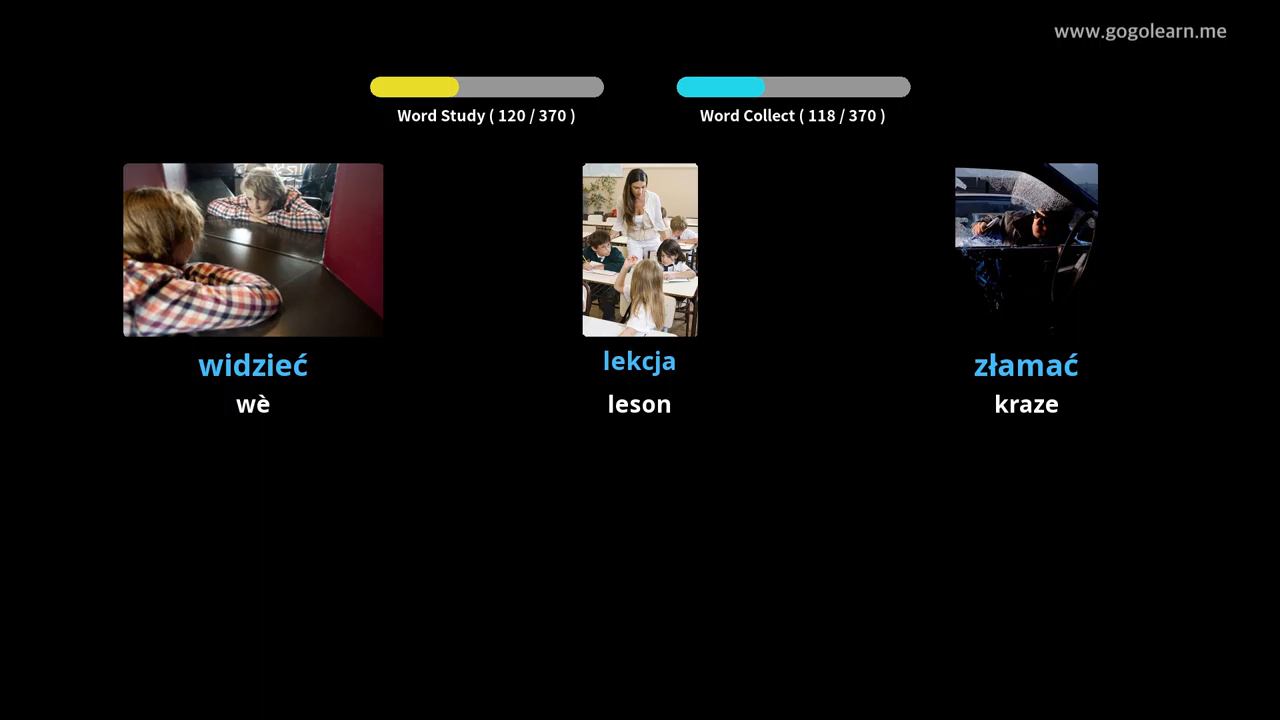 www.gogolearn.me
Word Study ( 120 / 370 )
Word Collect ( 118 / 370 )
widzieć
lekcja
złamać
wè
leson
kraze